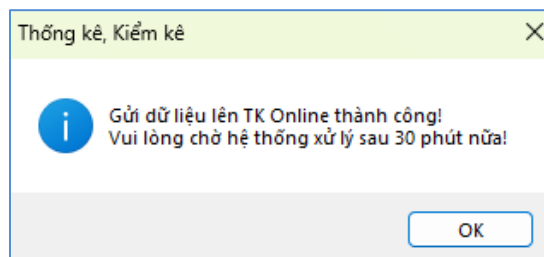 Thống kê, Kiểm kê
Gửi dữ liệu lên TK Online thành công!
Vui lòng chờ hệ thống xử lý sau 30 phút nữa!
OK